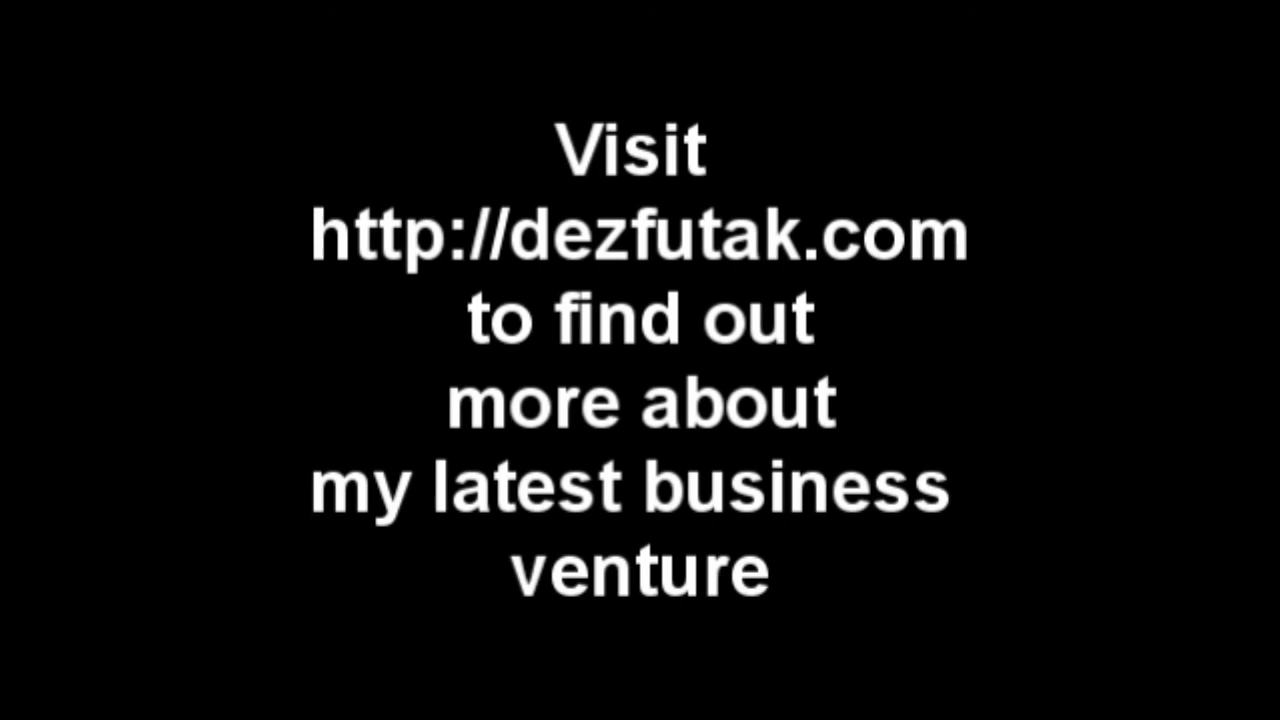 Visit
http://dezfutak.com
to find out
more about
my latest business
venture